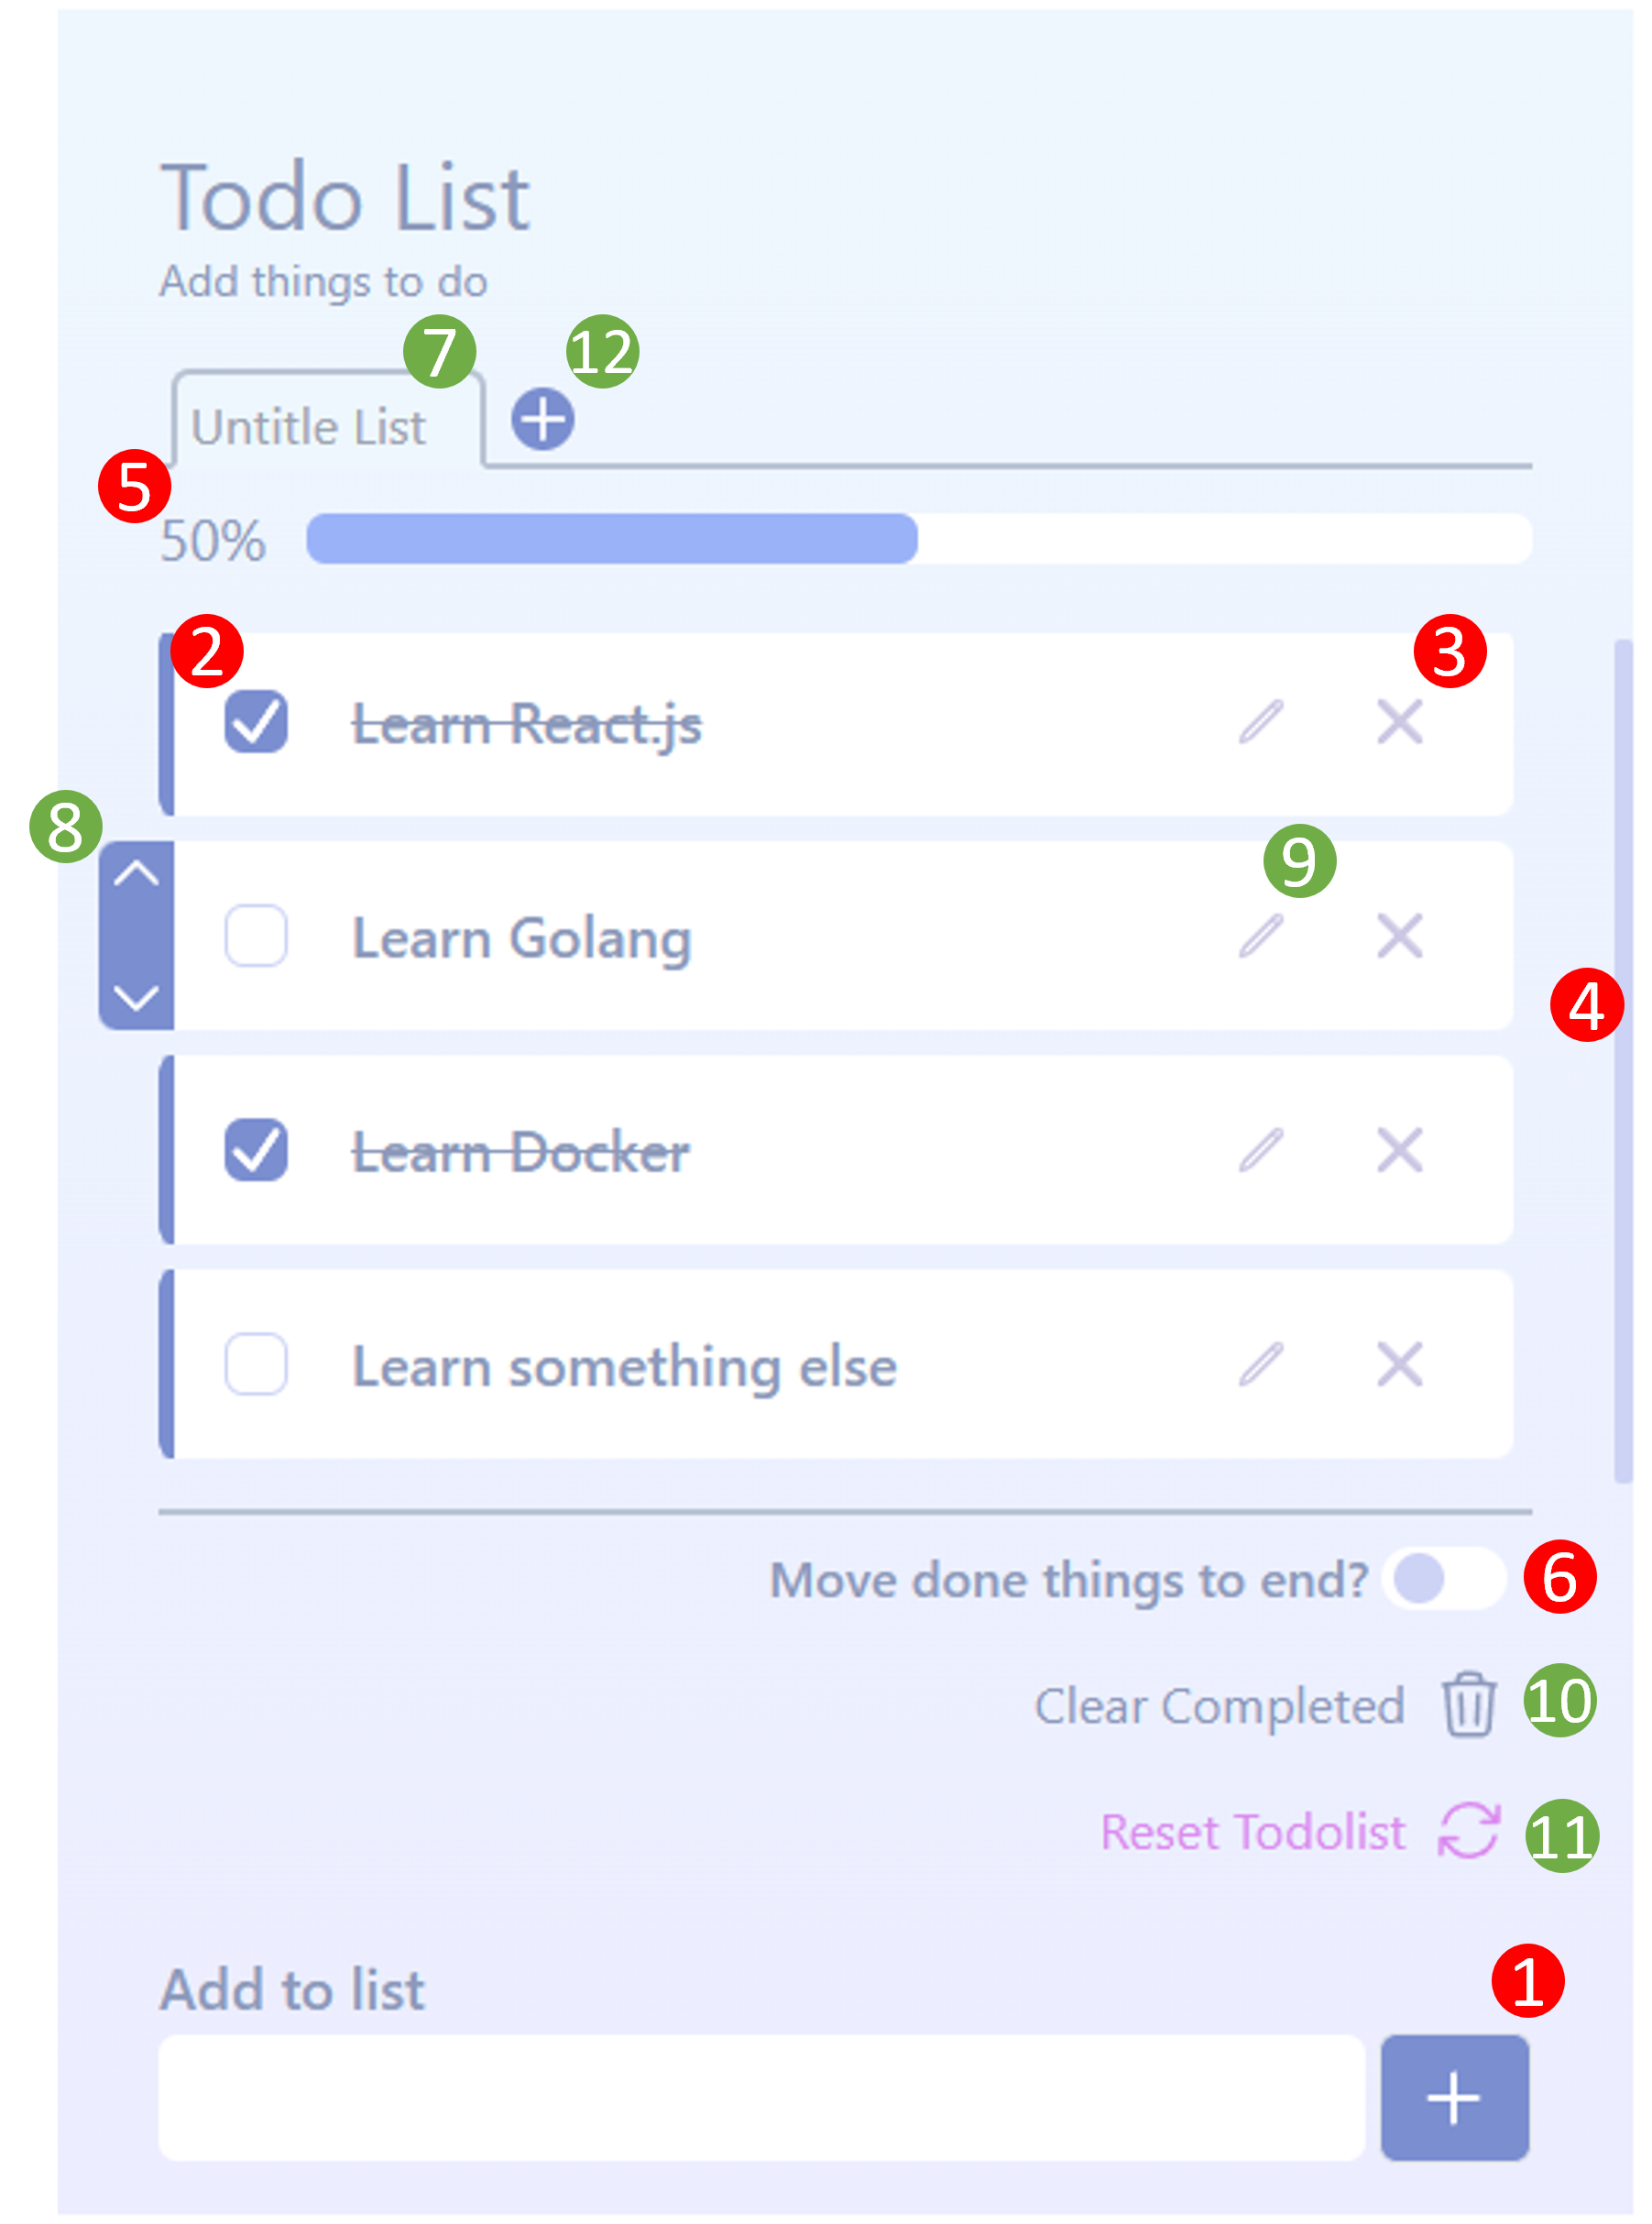 Todo List
Add things to do
7 12
Untitle List
5
50%
2 3
Learn React.js
8
9
Learn Golang
4
Learn Docker
Learn something else
Move done things to end? 6
Clear Completed 10
Reset Todolist 11
1
Add to list